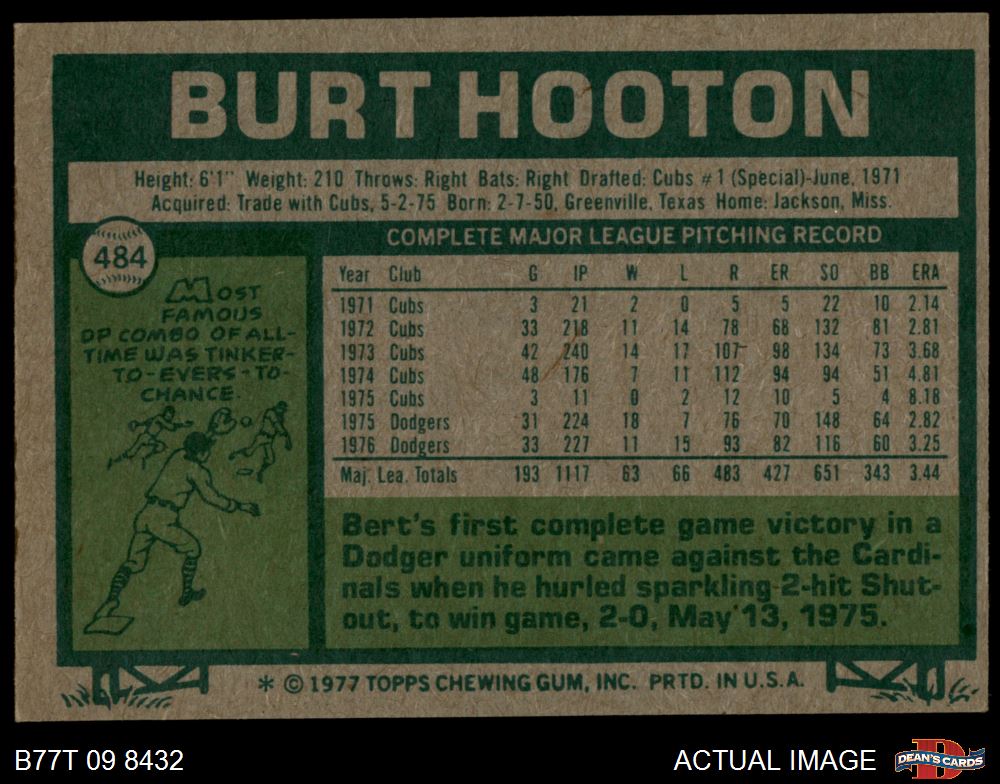 BURT HOOTON
Height: 6'1" Weight: 210 Throws: Right Bats: Right Drafted: Cubs #1 (Special)-June, 1971
Acquired: Trade with Cubs, 5-2-75 Born: 2-7-50, Greenville, Texas Home: Jackson, Miss.
484
MOST
FAMOUS
DP COMBO OF ALL-
TIME WAS TINKER-
TO-EVERS-TO-
CHANCE.
COMPLETE MAJOR LEAGUE PITCHING RECORD
Year Club G IP W L R ER SO BB ERA
1971 Cubs 3 21 2 0 5 5 22 10 2.14
1972 Cubs 33 218 11 14 78 68 132 81 2.81
1973 Cubs 42 240 14 17 107 98 134 73 3.68
1974 Cubs 48 176 7 11 112 94 94 51 4.81
1975 Cubs 3 11 0 2 12 10 5 4 8.18
1975 Dodgers 31 224 18 7 76 70 148 64 2.82
1976 Dodgers 33 227 11 15 93 82 116 60 3.25
Maj. Lea. Totals 193 1117 63 66 483 427 651 343 3.44
Bert's first complete game victory in a
Dodger uniform came against the Cardi-
nals when he hurled sparkling 2-hit Shut-
out, to win game, 2-0, May 13, 1975.
* © 1977 TOPPS CHEWING GUM, INC. PRTD. IN U.S.A.
B77T 09 8432
ACTUAL IMAGE
D
DEAN'S CARDS